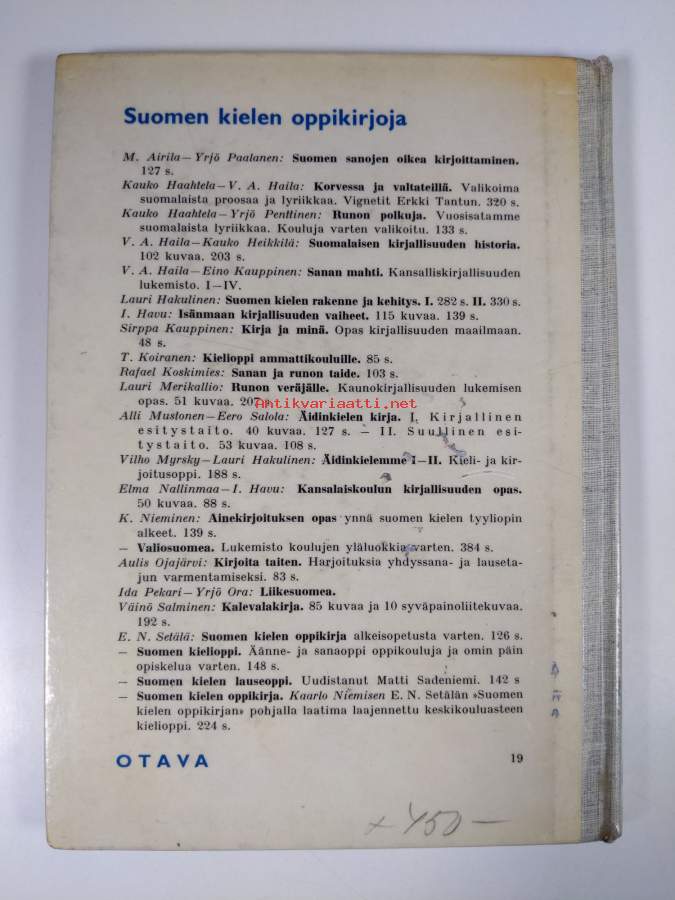 Suomen kielen oppikirjoja
M. Airila—Yrjö Paalanen: Suomen sanojen oikea kirjoittaminen.
127 s.
Kauko Haahtela—V. A. Haila: Korvessa ja valtateillä. Valikoima
suomalaista proosaa ja lyriikkaa. Vignetit Erkki Tantun. 320 s.
Kauko Haahtela—Yrjö Penttinen: Runon polkuja. Vuosisatamme
suomalaista lyriikkaa. Kouluja varten valikoitu. 133 s.
V. A. Haila—Kauko Heikkilä: Suomalaisen kirjallisuuden historia.
102 kuvaa. 203 s.
V. A. Haila—Eino Kauppinen: Sanan mahti. Kansalliskirjallisuuden
lukemisto. I—IV.
Lauri Hakulinen: Suomen kielen rakenne ja kehitys. I. 282 s. II. 330 s.
I. Havu: Isänmaan kirjallisuuden vaiheet. 115 kuvaa. 139 s.
Sirppa Kauppinen: Kirja ja minä. Opas kirjallisuuden maailmaan.
48 s.
T. Koiranen: Kielioppi ammattikouluille. 85 s.
Rafael Koskimies: Sanan ja runon taide. 103 s.
Lauri Merikallio: Runon veräjälle. Kaunokirjallisuuden lukemisen
opas. 51 kuvaa. 207 s.
Antikvariaatti.net
Alli Mustonen—Eero Salola: Äidinkielen kirja. I. Kirjallinen
esitystaito. 40 kuvaa. 127 s. — II. Suullinen esi-
tystaito. 53 kuvaa. 108 s.
Vilho Myrsky—Lauri Hakulinen: Äidinkielemme I—II. Kieli- ja kir-
joitusoppi. 188 s.
Elma Nallinmaa—I. Havu: Kansalaiskoulun kirjallisuuden opas.
50 kuvaa. 88 s.
K. Nieminen: Ainekirjoituksen opas ynnä suomen kielen tyyliopin
alkeet. 139 s.
— Valiosuomea. Lukemisto koulujen yläluokkia varten. 384 s.
Aulis Ojajärvi: Kirjoita taiten. Harjoituksia yhdyssana- ja lauseta-
jun varmentamiseksi. 83 s.
Ida Pekari—Yrjö Ora: Liikesuomea.
Väinö Salminen: Kalevalakirja. 85 kuvaa ja 10 syväpainoliitekuvaa.
192 s.
E. N. Setälä: Suomen kielen oppikirja alkeisopetusta varten. 126 s.
— Suomen kielioppi. Äänne- ja sanaoppi oppikouluja ja omin päin
opiskelua varten. 148 s.
— Suomen kielen lauseoppi. Uudistanut Matti Sadeniemi. 142 s
— Suomen kielen oppikirja. Kaarlo Niemisen E. N. Setälän »Suomen
kielen oppikirjan» pohjalla laatima laajennettu keskikouluasteen
kielioppi. 224 s.
OTAVA 19
450—